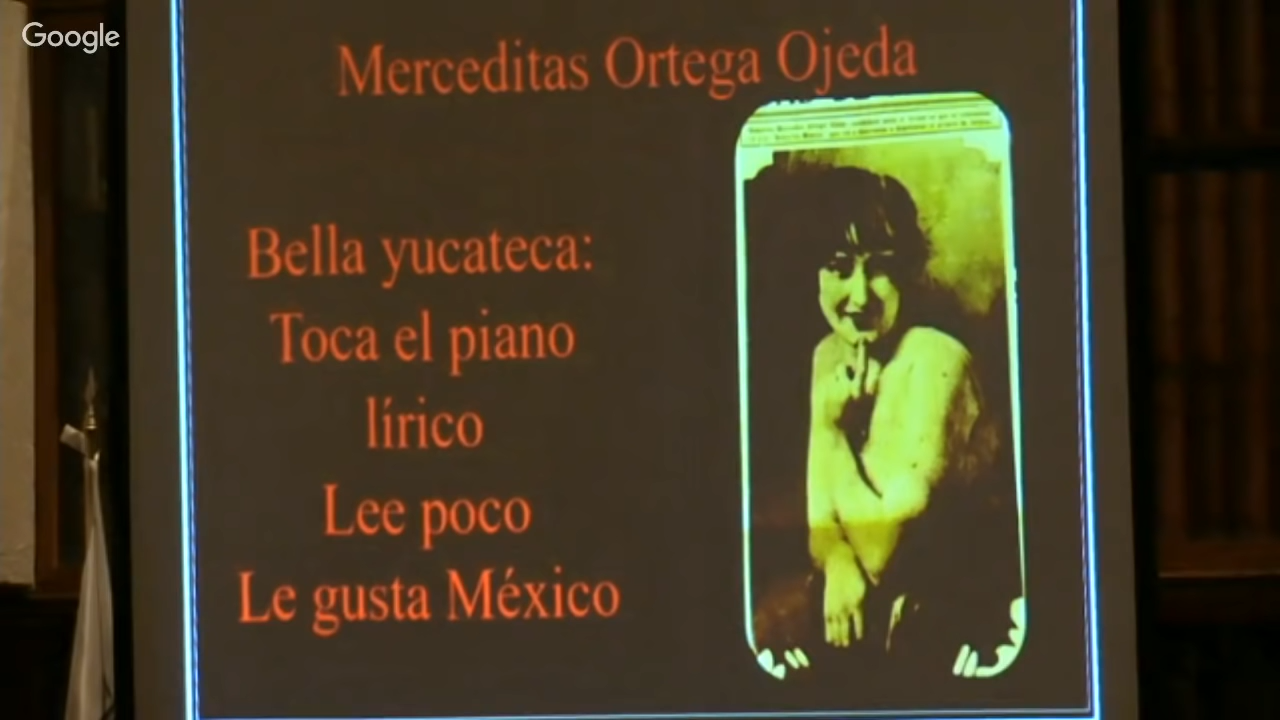 Google
Merceditas Ortega Ojeda
Bella yucateca:
Toca el piano
lírico
Lee poco
Le gusta México